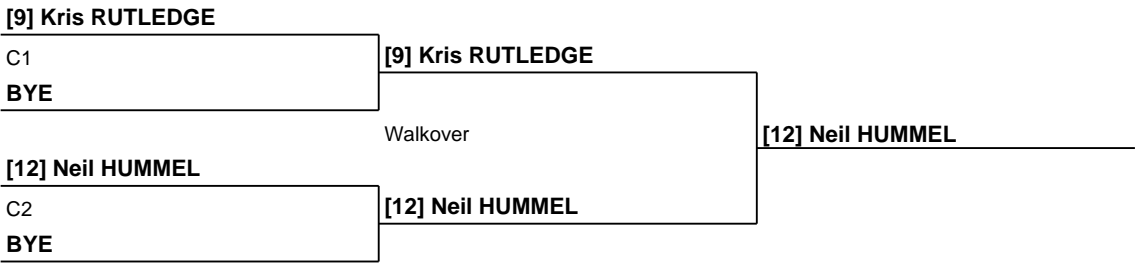 [9] Kris RUTLEDGE
C1
[9] Kris RUTLEDGE
BYE
Walkover
[12] Neil HUMMEL
[12] Neil HUMMEL
C2
[12] Neil HUMMEL
BYE